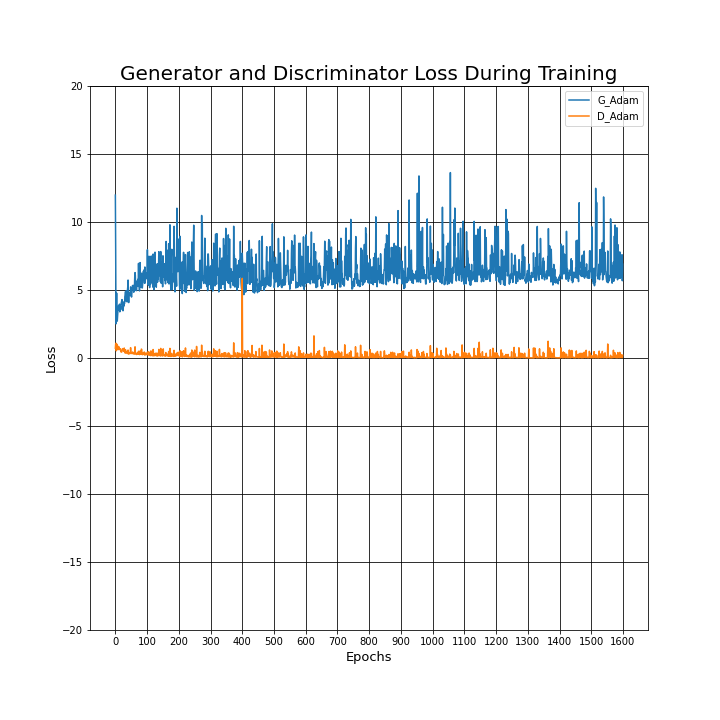 Generator and Discriminator Loss During Training
G_Adam
D_Adam
20
15
10
5
0
−5
−10
−15
−20
Loss
0 100 200 300 400 500 600 700 800 900 1000 1100 1200 1300 1400 1500 1600
Epochs